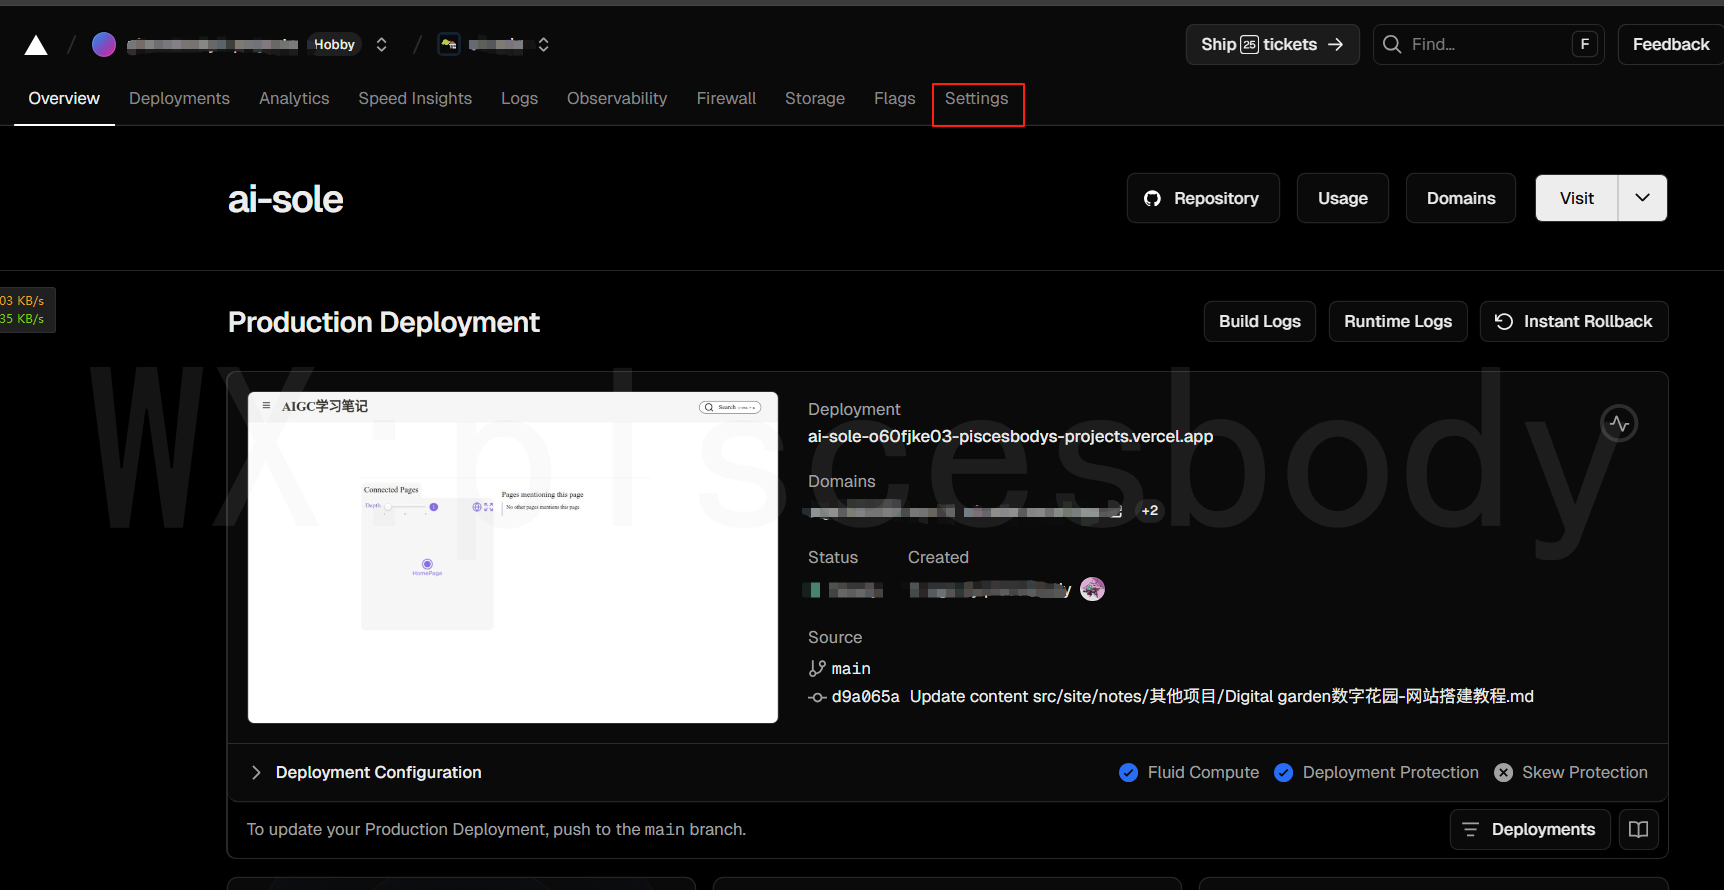 Hobby
Ship 25 tickets →
Find...
F
Feedback
Overview
Deployments
Analytics
Speed Insights
Logs
Observability
Firewall
Storage
Flags
Settings
ai-sole
Repository
Usage
Domains
Visit
03 KB/s
35 KB/s
Production Deployment
Build Logs
Runtime Logs
Instant Rollback
WX:piscesbody
AIGC学习笔记
Search
Connected Pages
Depth
HomePage
Pages mentioning this page
No other pages mentions this page
Deployment
ai-sole-o60fjke03-piscesbodys-projects.vercel.app
Domains
+2
Status
Created
Source
main
d9a065a Update content src/site/notes/其他项目/Digital garden数字花园-网站搭建教程.md
Deployment Configuration
Fluid Compute
Deployment Protection
Skew Protection
To update your Production Deployment, push to the main branch.
Deployments